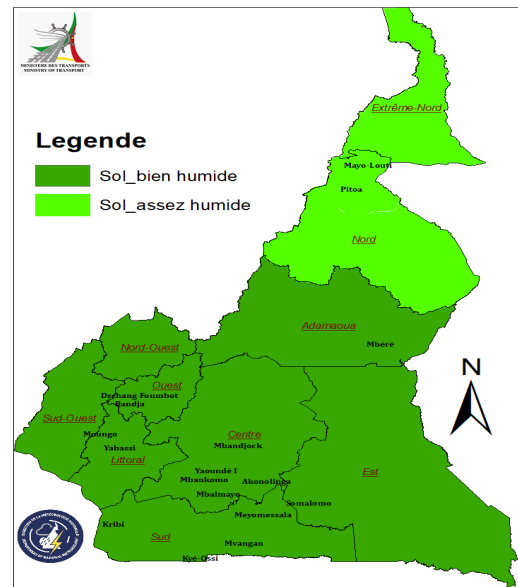 MINISTERE DES TRANSPORTS
MINISTRY OF TRANSPORT
Legende
Sol_bien humide
Sol_assez humide
Extrême-Nord
Mayo-Louti
Pitoa
Nord
Adamaoua
Mbéré
N
Nord-Ouest
Ouest
Dschang Foumbot
Bandja
Sud-Ouest
Moungo
Yabassi
Littoral
Centre
Mbandjock
Yaoundé I
Mbankomo
Akonolinga
Mbalmayo
Est
Somalomo
Meyomessala
Kribi
Sud
Mvangan
Kyé-Ossi